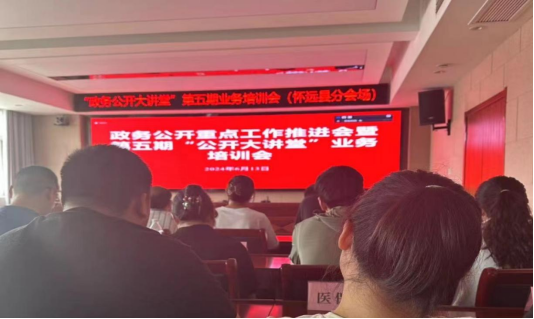 “政务公开大讲堂”第五期业务培训会（怀远县分会场）
政务公开重点工作推进会暨
第五期“公开大讲堂”业务
培训会
医保